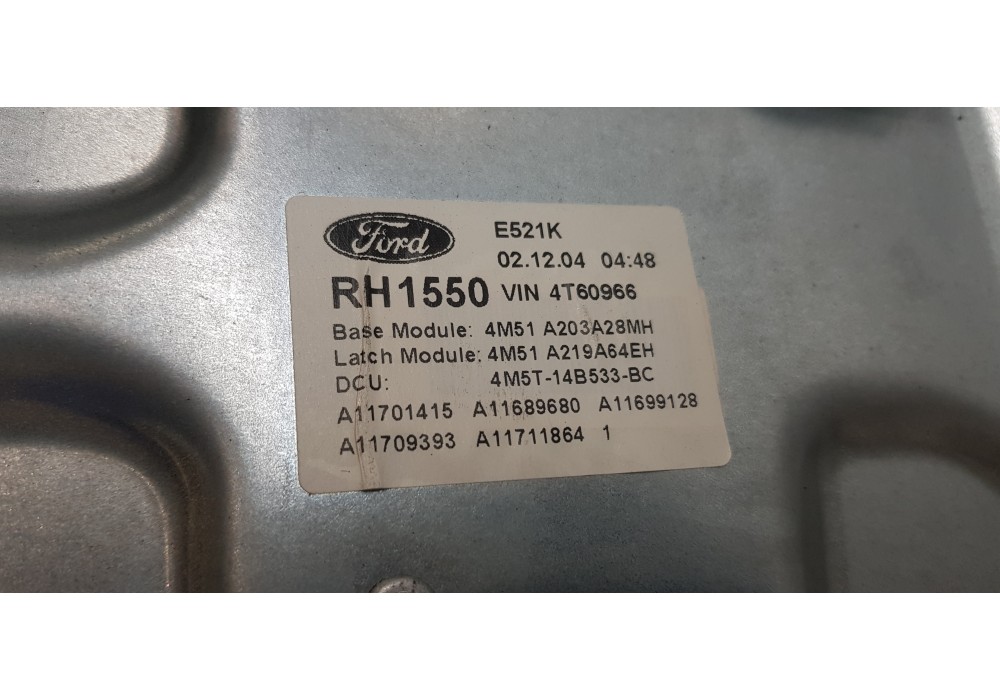 Ford E521K
02.12.04 04:48
RH1550 VIN 4T60966
Base Module: 4M51 A203A28MH
Latch Module: 4M51 A219A64EH
DCU: 4M5T-14B533-BC
A11701415 A11689680 A11699128
A11709393 A11711864 1